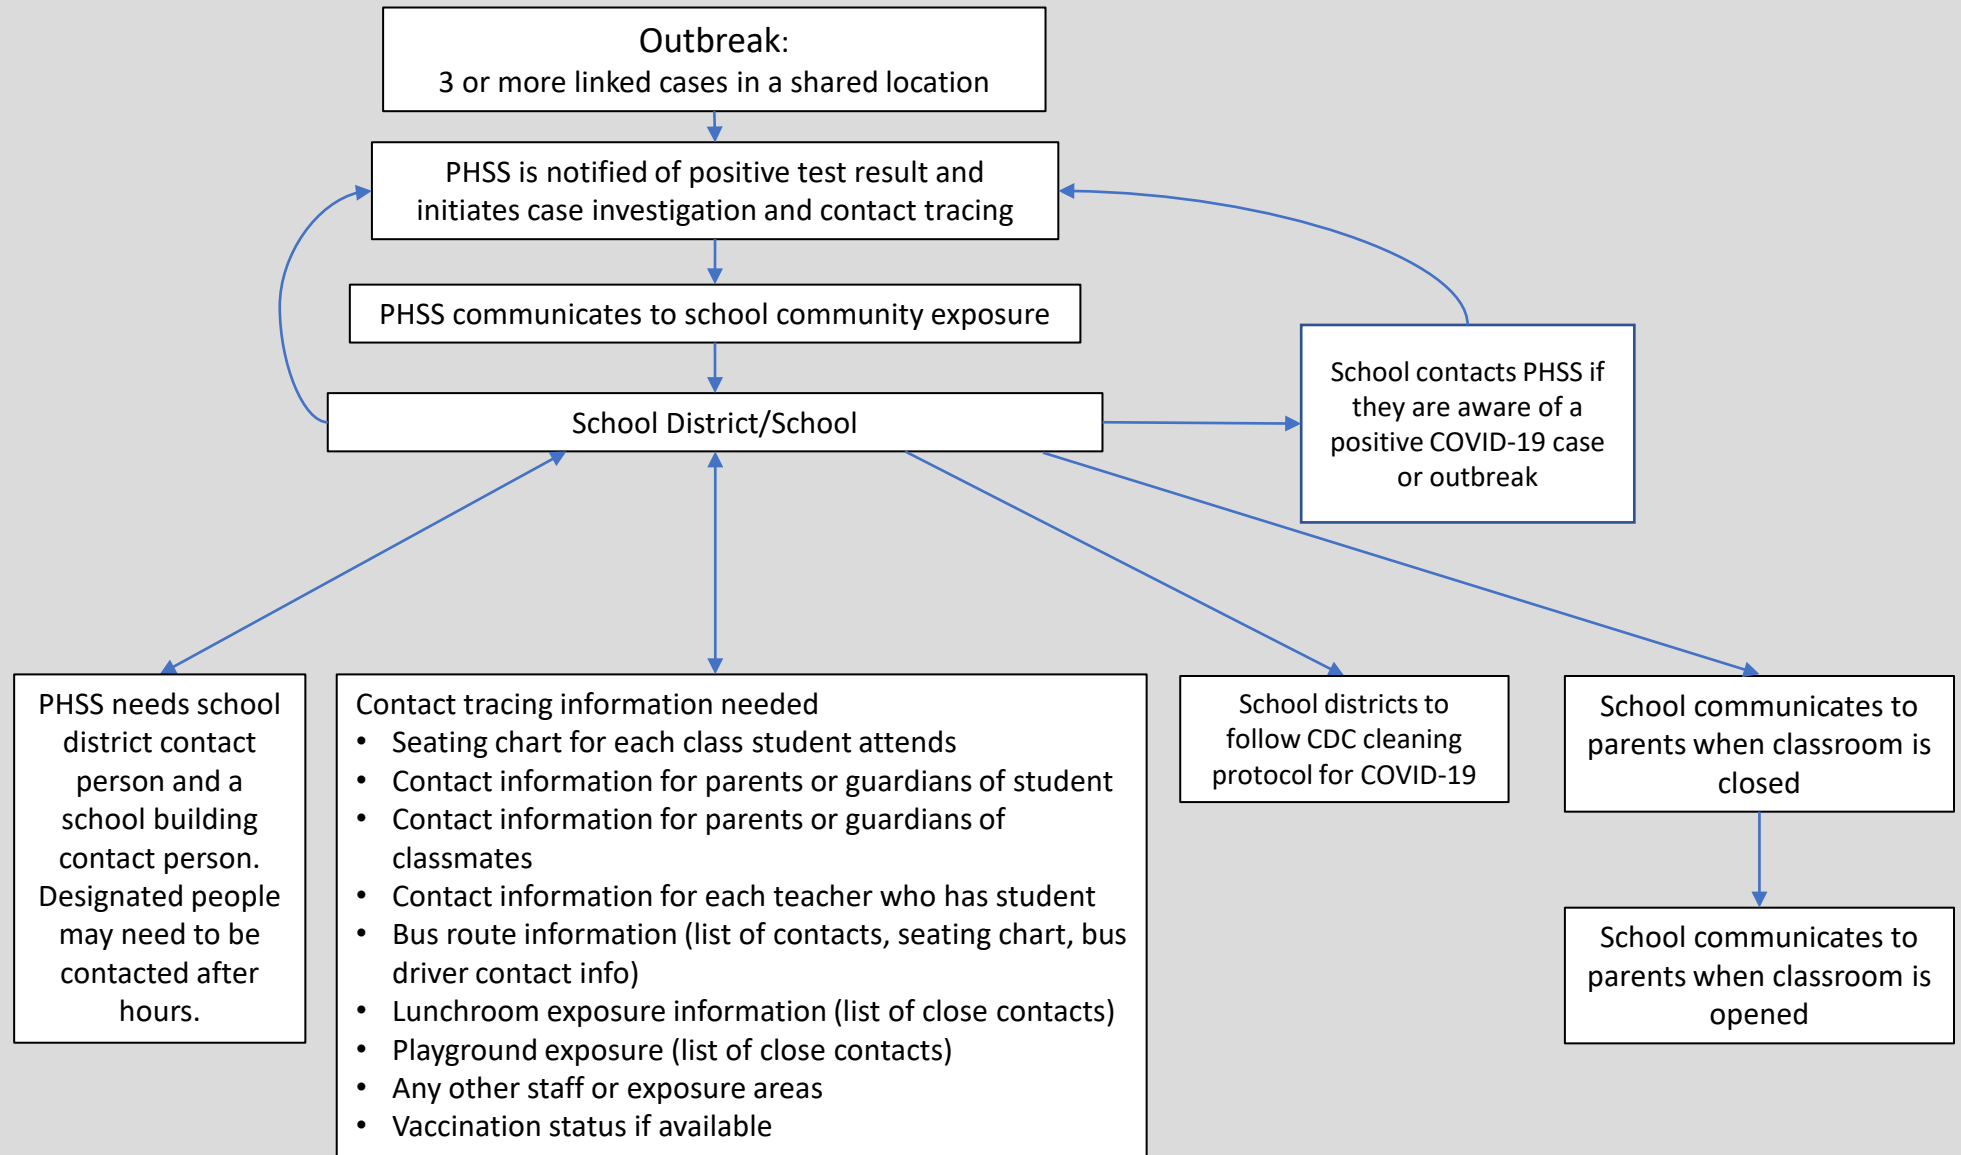 Outbreak:
3 or more linked cases in a shared location
PHSS is notified of positive test result and
initiates case investigation and contact tracing
PHSS communicates to school community exposure
School District/School
School contacts PHSS if
they are aware of a
positive COVID-19 case
or outbreak
PHSS needs school
district contact
person and a
school building
contact person.
Designated people
may need to be
contacted after
hours.
Contact tracing information needed
• Seating chart for each class student attends
• Contact information for parents or guardians of student
• Contact information for parents or guardians of
classmates
• Contact information for each teacher who has student
• Bus route information (list of contacts, seating chart, bus
driver contact info)
• Lunchroom exposure information (list of close contacts)
• Playground exposure (list of close contacts)
• Any other staff or exposure areas
• Vaccination status if available
School districts to
follow CDC cleaning
protocol for COVID-19
School communicates to
parents when classroom is
closed
School communicates to
parents when classroom is
opened